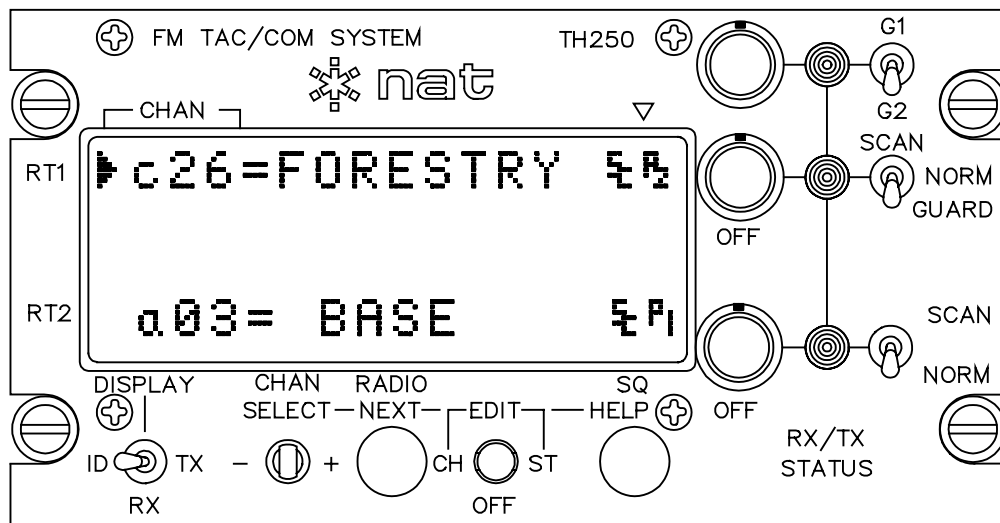 FM TAC/COM SYSTEM
TH250
nat
G1
G2
CHAN
RT1
c26=FORESTRY
SCAN
NORM
GUARD
OFF
RT2
a03= BASE
SCAN
NORM
OFF
DISPLAY
ID
TX
RX
CHAN
SELECT
- +
RADIO
NEXT
EDIT
CH
ST
OFF
SQ
HELP
RX/TX
STATUS